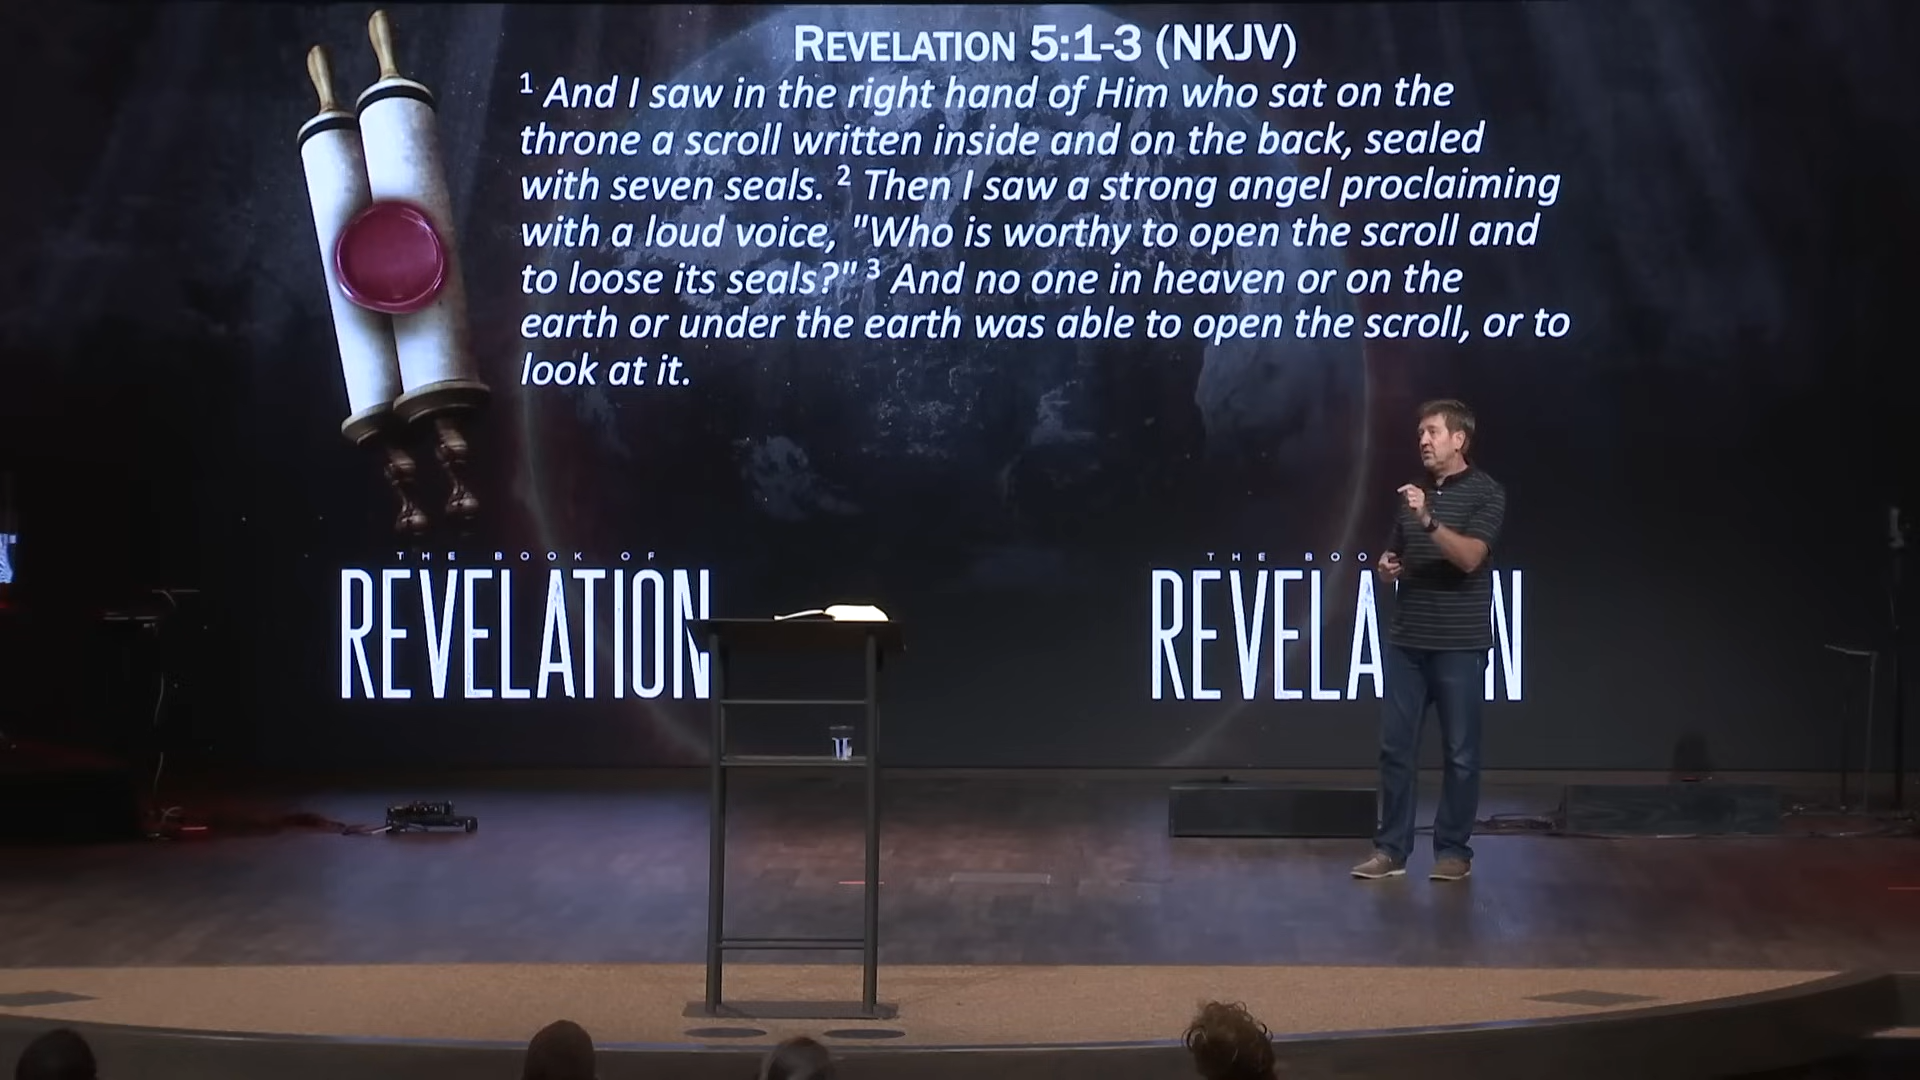 REVELATION 5:1-3 (NKJV)
1 And I saw in the right hand of Him who sat on the
throne a scroll written inside and on the back, sealed
with seven seals. 2 Then I saw a strong angel proclaiming
with a loud voice, "Who is worthy to open the scroll and
to loose its seals?" 3 And no one in heaven or on the
earth or under the earth was able to open the scroll, or to
look at it.
THE BOOK OF
REVELATION
THE BOO
REVELA N